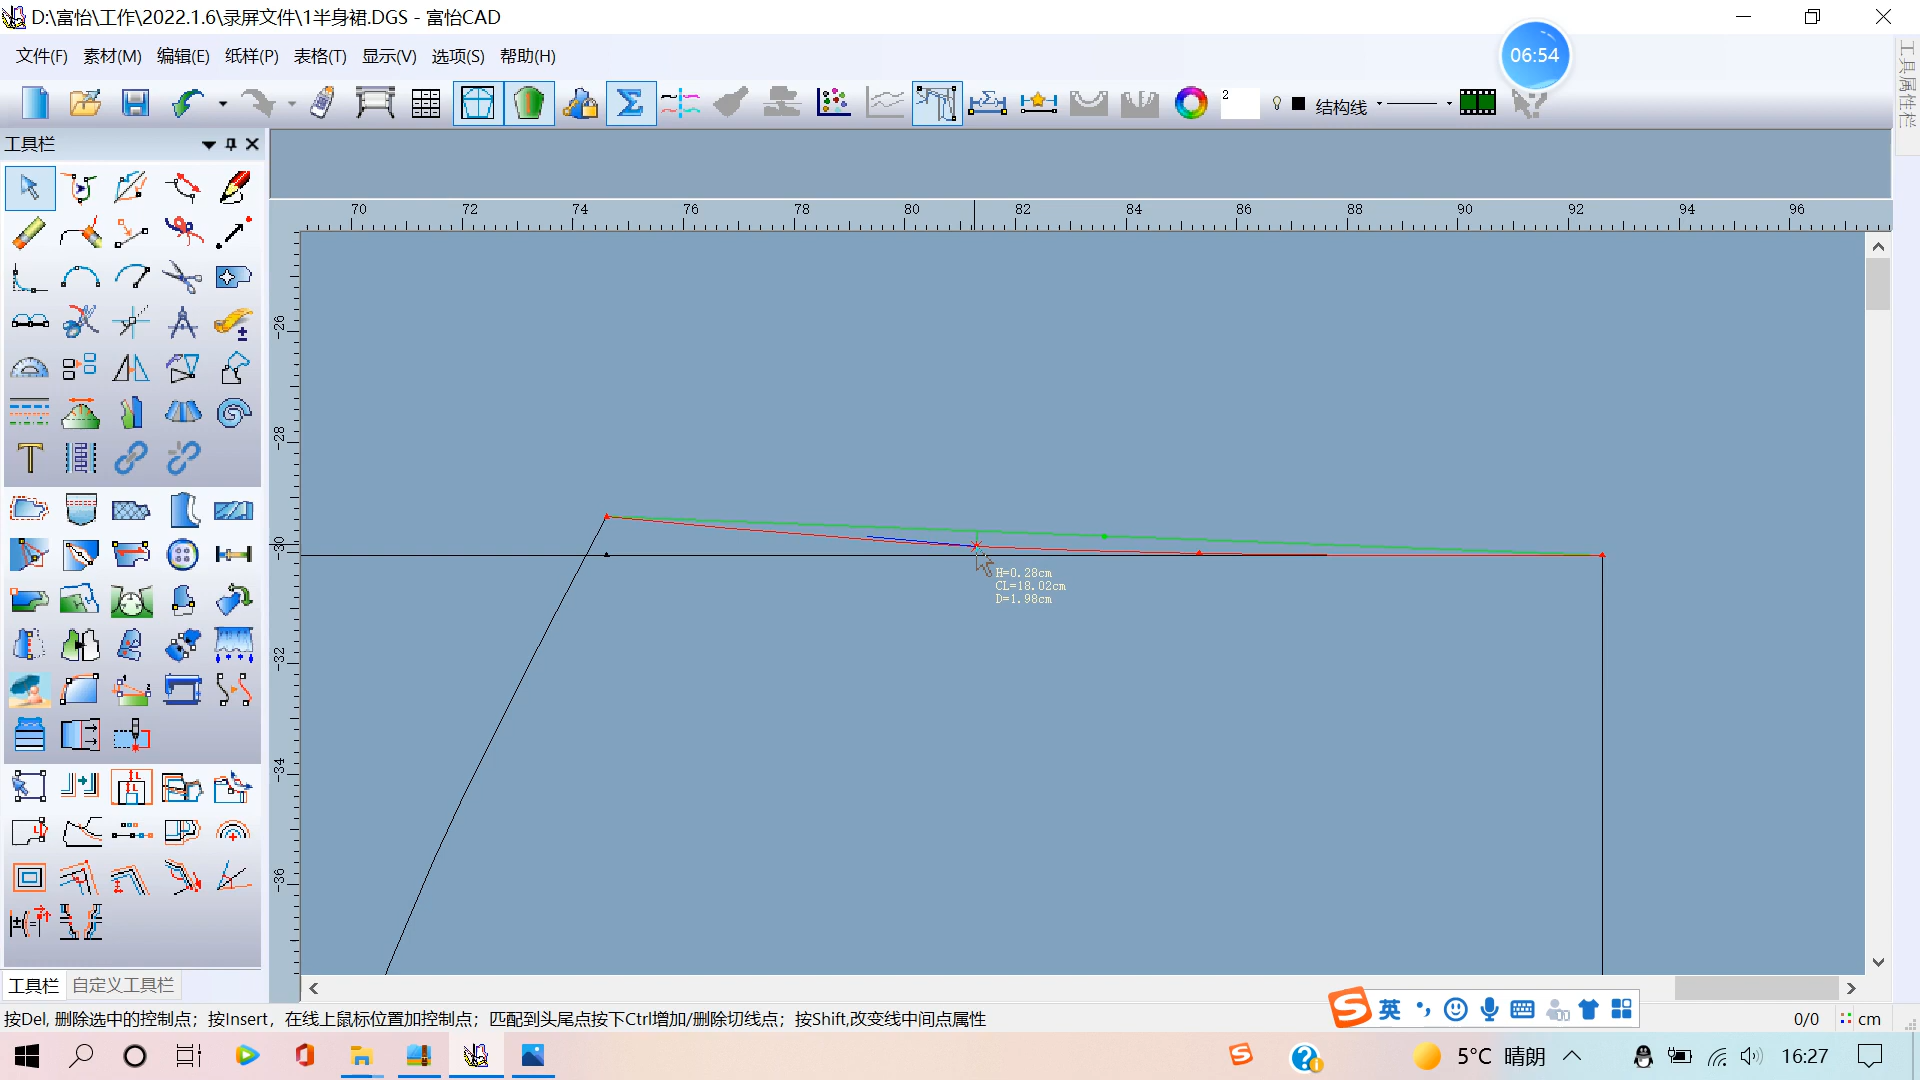 D:\富怡\工作\2022.1.6\录屏文件\1半身裙.DGS - 富怡CAD
文件(F) 素材(M) 编辑(E) 纸样(P) 表格(T) 显示(V) 选项(S) 帮助(H)
06:54
工具属性栏
2
结构线
工具栏
70 72 74 76 78 80 82 84 86 88 90 92 94 96
-26
-28
-30
-32
-34
-36
H=0.28cm
CL=18.02cm
D=1.98cm
工具栏 自定义工具栏
按Del, 删除选中的控制点；按Insert，在线上鼠标位置加控制点；匹配到头尾点按下Ctrl增加/删除切线点；按Shift,改变线中间点属性
英
0/0
cm
5°C 晴朗
16:27